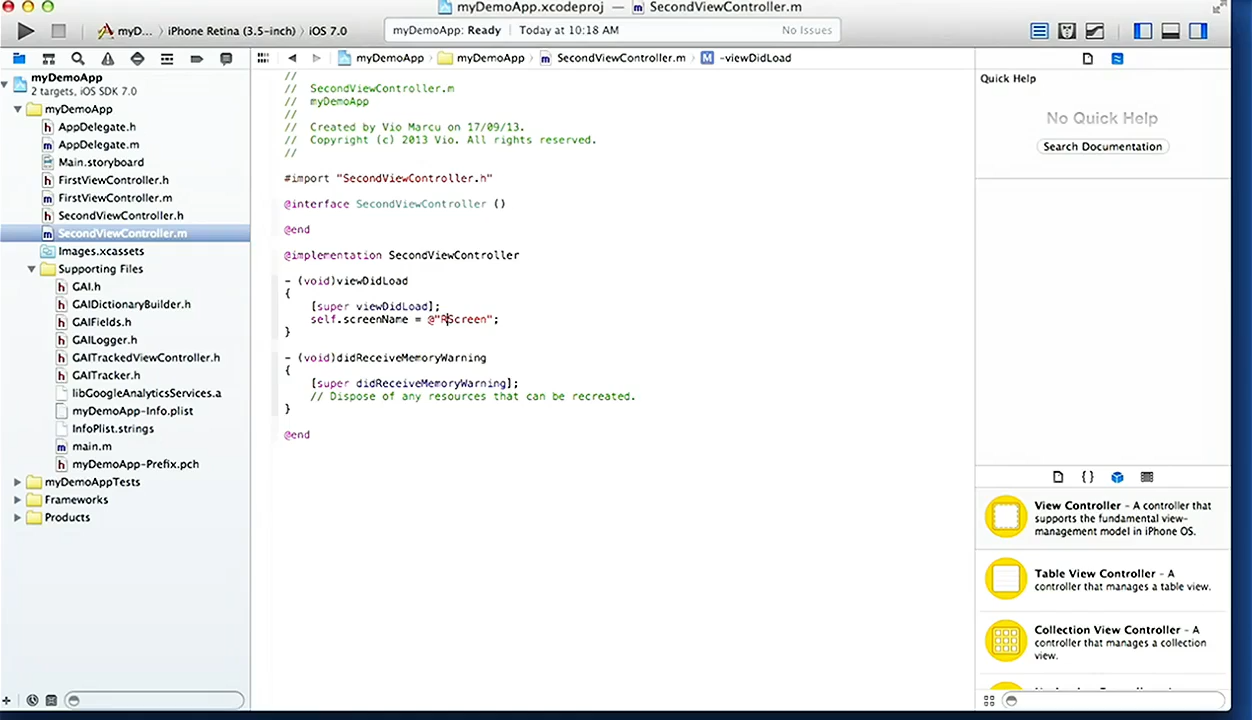 myDemoApp.xcodeproj — SecondViewController.m
myD... iPhone Retina (3.5-inch) iOS 7.0
myDemoApp: Ready Today at 10:18 AM No Issues
myDemoApp myDemoApp SecondViewController.m M -viewDidLoad
myDemoApp
2 targets, iOS SDK 7.0
myDemoApp
h AppDelegate.h
m AppDelegate.m
Main.storyboard
h FirstViewController.h
m FirstViewController.m
h SecondViewController.h
m SecondViewController.m
Images.xcassets
Supporting Files
h GAI.h
h GAIDictionaryBuilder.h
h GAIFields.h
h GAILogger.h
h GAITrackedViewController.h
h GAITracker.h
libGoogleAnalyticsServices.a
myDemoApp-Info.plist
InfoPlist.strings
m main.m
h myDemoApp-Prefix.pch
myDemoAppTests
Frameworks
Products
//
// SecondViewController.m
// myDemoApp
//
// Created by Vio Marcu on 17/09/13.
// Copyright (c) 2013 Vio. All rights reserved.
//
#import "SecondViewController.h"
@interface SecondViewController ()
@end
@implementation SecondViewController
- (void)viewDidLoad
{
[super viewDidLoad];
self.screenName = @"RScreen";
}
- (void)didReceiveMemoryWarning
{
[super didReceiveMemoryWarning];
// Dispose of any resources that can be recreated.
}
@end
Quick Help
No Quick Help
Search Documentation
{ }
View Controller - A controller that
supports the fundamental view-
management model in iPhone OS.
Table View Controller - A
controller that manages a table view.
Collection View Controller - A
controller that manages a collection
view.